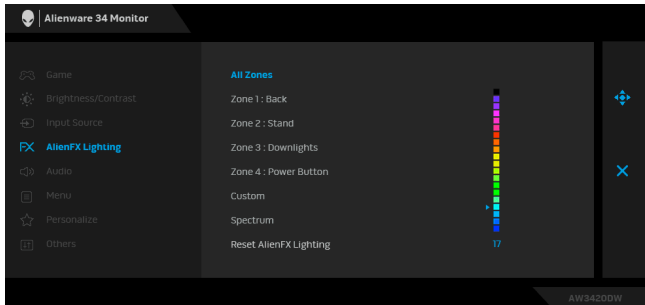 Alienware 34 Monitor
Game
Brightness/Contrast
Input Source
FX AlienFX Lighting
Audio
Menu
Personalize
Others
All Zones
Zone 1 : Back
Zone 2 : Stand
Zone 3 : Downlights
Zone 4 : Power Button
Custom
Spectrum
Reset AlienFX Lighting
17
AW3420DW